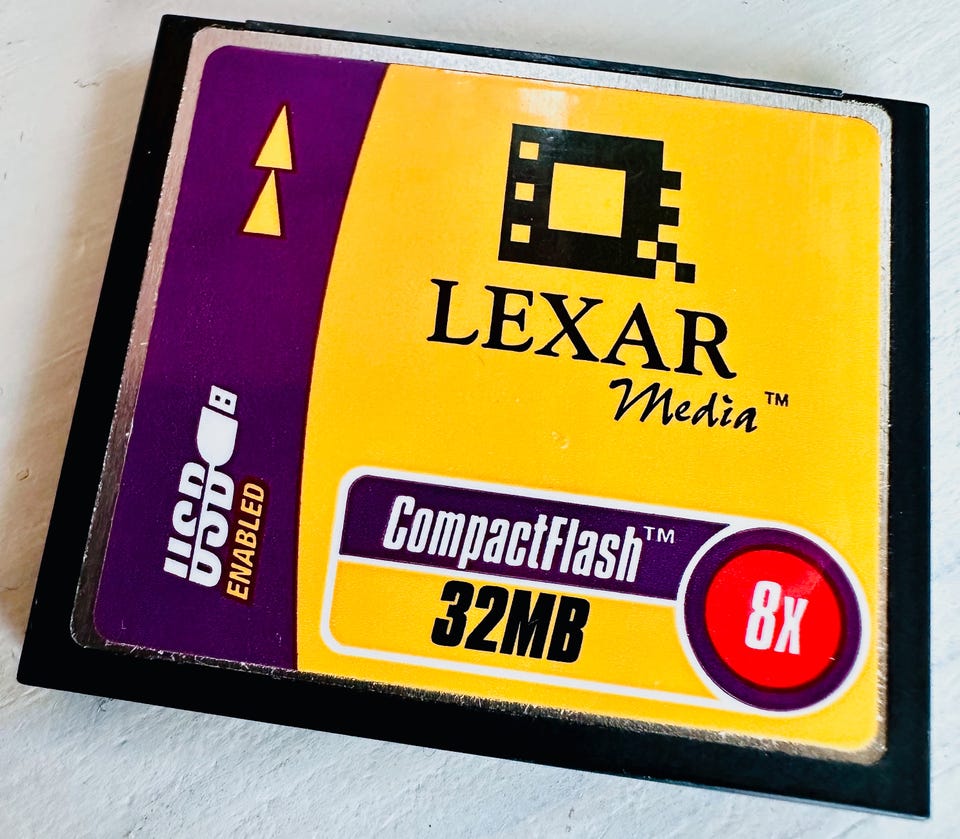 LEXAR
Media™
USB
ENABLED
CompactFlash™
32MB
8x